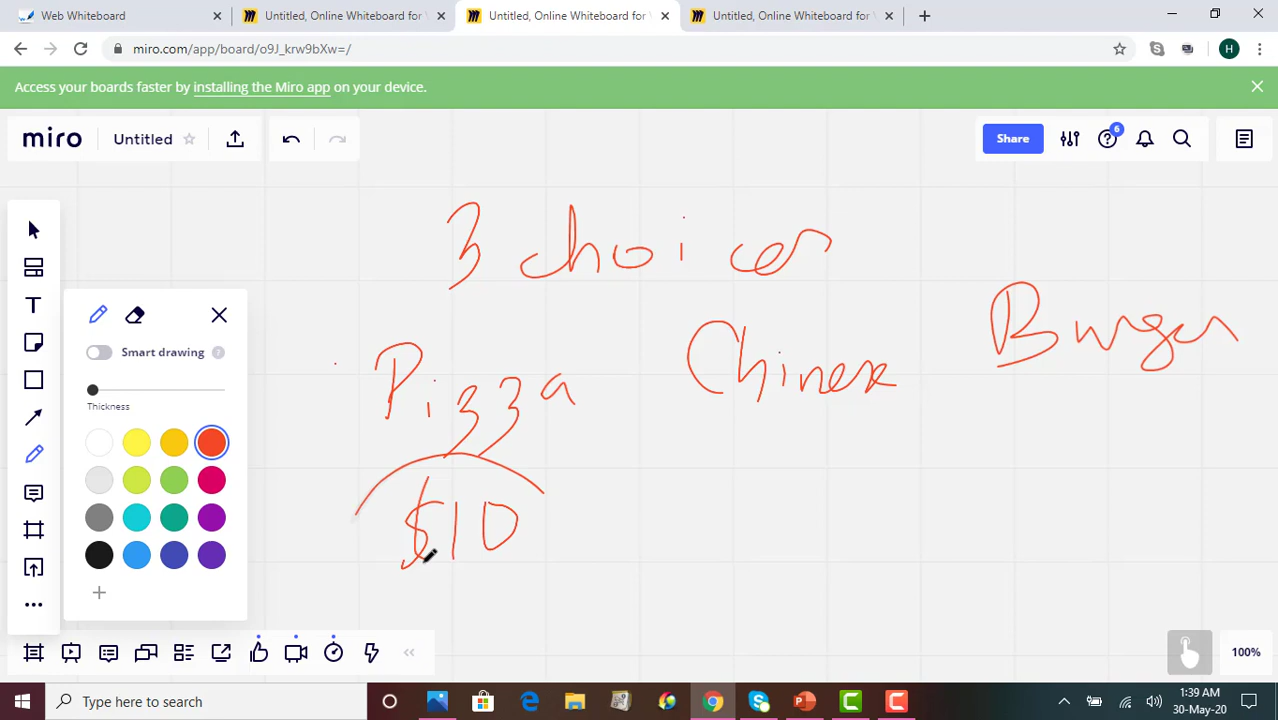 Web Whiteboard
Untitled, Online Whiteboard for
Untitled, Online Whiteboard for
Untitled, Online Whiteboard for
miro.com/app/board/o9J_krw9bXw=/
H
Access your boards faster by installing the Miro app on your device.
miro
Untitled
Share
6
3 choices
Pizza Chinese Burger
$10
T
Smart drawing ?
Thickness
100%
Type here to search
1:39 AM
30-May-20